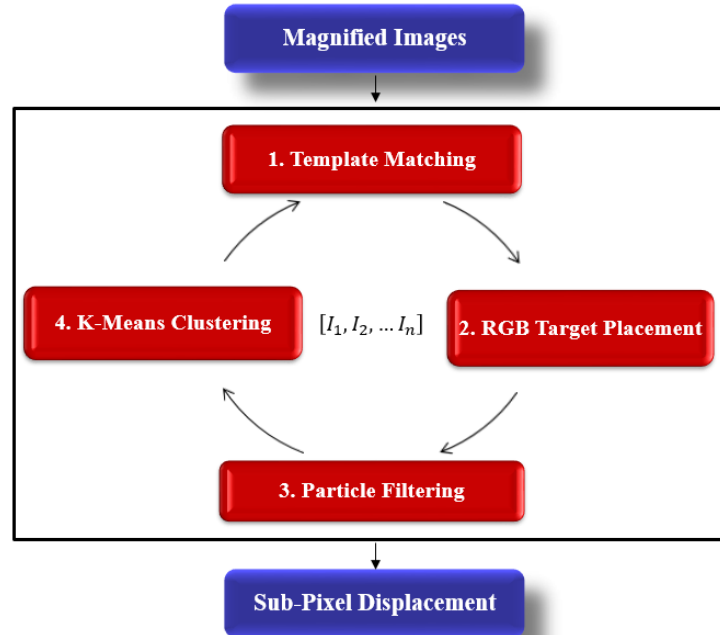 Magnified Images
1. Template Matching
4. K-Means Clustering
[I₁, I₂, … Iₙ]
2. RGB Target Placement
3. Particle Filtering
Sub-Pixel Displacement